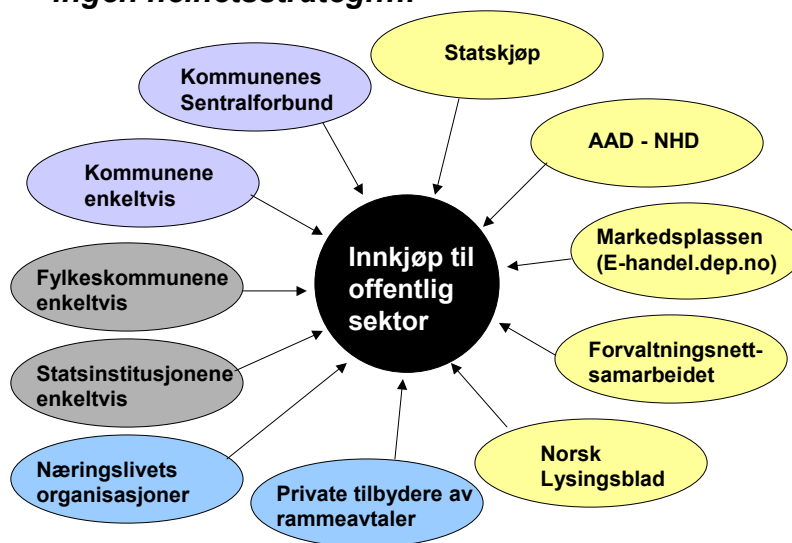 Statskjøp
Kommunenes
Sentralforbund
AAD - NHD
Kommunene
enkeltvis
Markedsplassen
(E-handel.dep.no)
Innkjøp til
offentlig
sektor
Fylkeskommunene
enkeltvis
Forvaltningsnett-
samarbeidet
Statsinstitusjonene
enkeltvis
Norsk
Lysingsblad
Næringslivets
organisasjoner
Private tilbydere av
rammeavtaler